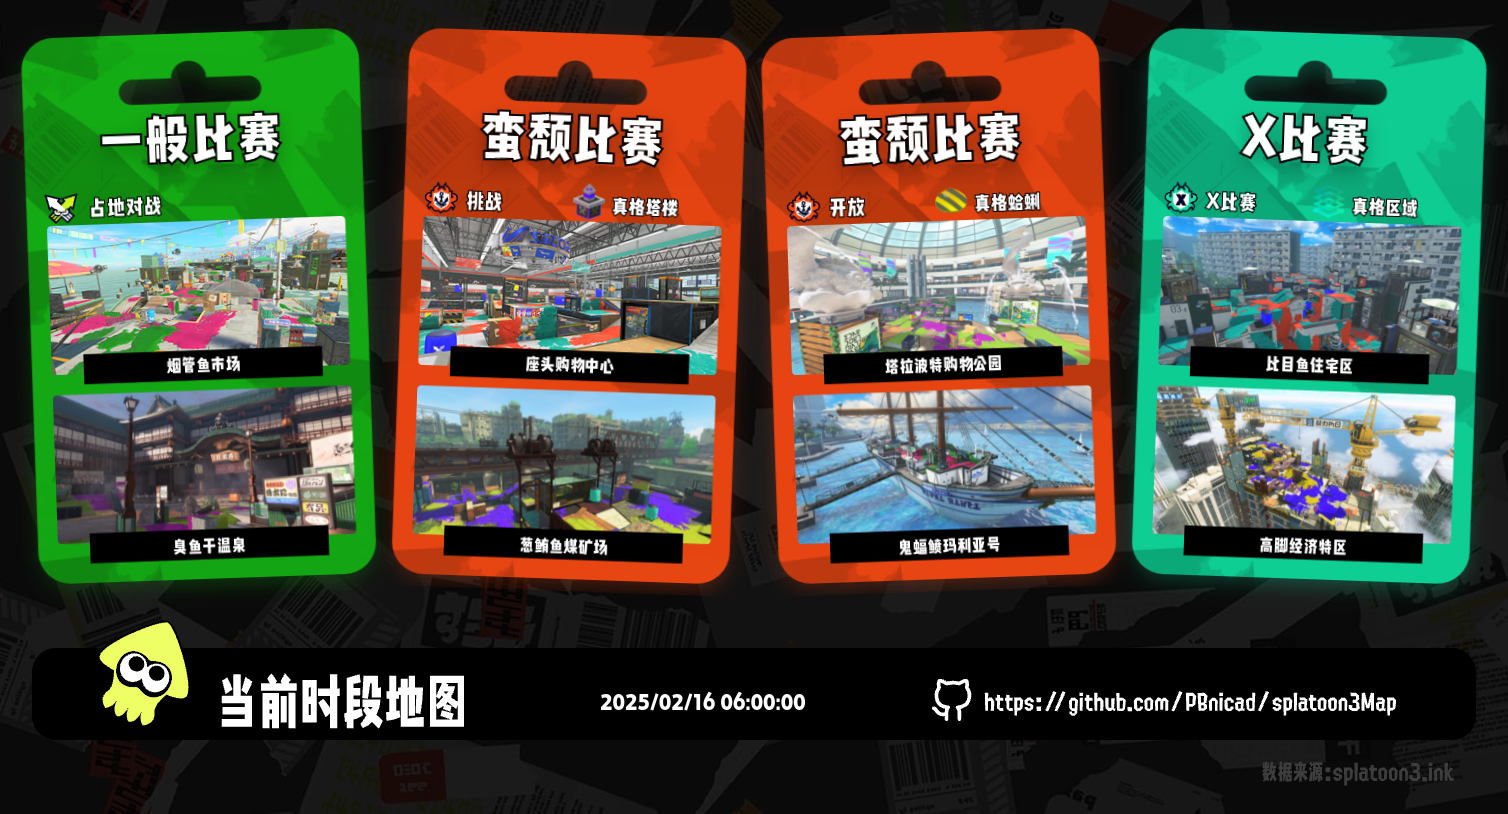 一般比赛
占地对战
烟管鱼市场
臭鱼干温泉
蛮颓比赛
挑战
真格塔楼
座头购物中心
葱鲔鱼煤矿场
蛮颓比赛
开放
真格蛤蜊
塔拉波特购物公园
鬼蝠鲼玛利亚号
X比赛
X比赛
真格区域
比目鱼住宅区
高脚经济特区
当前时段地图
2025/02/16 06:00:00
https://github.com/PBnicad/splatoon3Map
数据来源:splatoon3.ink